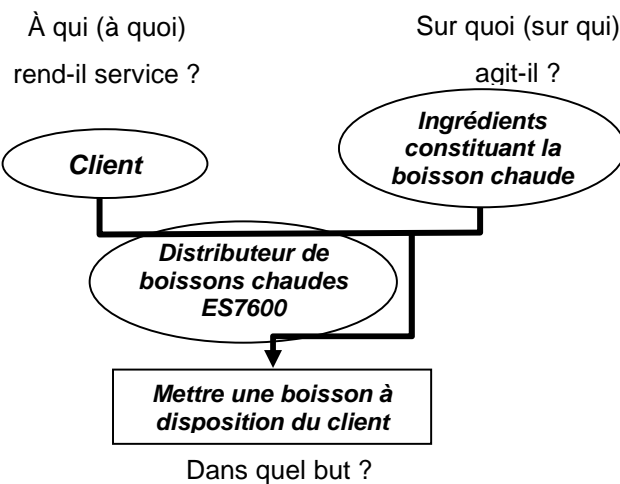 À qui (à quoi)
rend-il service ?
Sur quoi (sur qui)
agit-il ?
Client
Ingrédients
constituant la
boisson chaude
Distributeur de
boissons chaudes
ES7600
Mettre une boisson à
disposition du client
Dans quel but ?